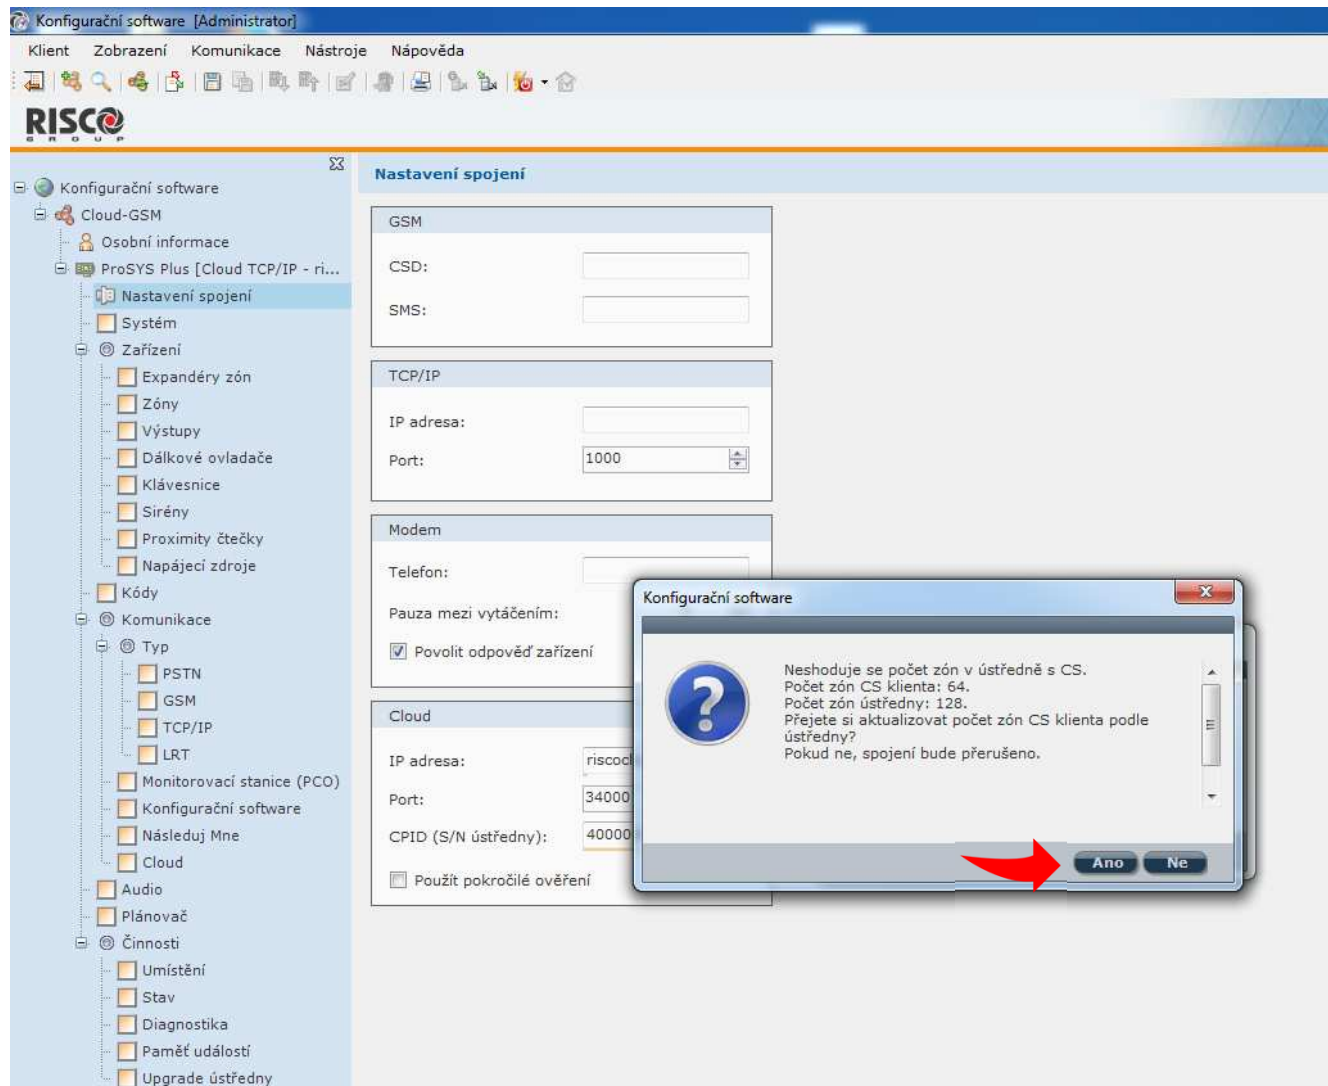 Konfigurační software [Administrator]
Klient Zobrazení Komunikace Nástroje Nápověda
RISCO
GROUP
Konfigurační software
Cloud-GSM
Osobní informace
ProSYS Plus [Cloud TCP/IP - ri...
Nastavení spojení
Systém
Zařízení
Expandéry zón
Zóny
Výstupy
Dálkové ovladače
Klávesnice
Sirény
Proximity čtečky
Napájecí zdroje
Kódy
Komunikace
Typ
PSTN
GSM
TCP/IP
LRT
Monitorovací stanice (PCO)
Konfigurační software
Následuj Mne
Cloud
Audio
Plánovač
Činnosti
Umístění
Stav
Diagnostika
Paměť událostí
Upgrade ústředny
Nastavení spojení
GSM
CSD:
SMS:
TCP/IP
IP adresa:
Port: 1000
Modem
Telefon:
Pauza mezi vytáčením:
Povolit odpověď zařízení
Cloud
IP adresa: riscocl
Port: 34000
CPID (S/N ústředny): 40000
Použít pokročilé ověření
Konfigurační software
Neshoduje se počet zón v ústředně s CS.
Počet zón CS klienta: 64.
Počet zón ústředny: 128.
Přejete si aktualizovat počet zón CS klienta podle
ústředny?
Pokud ne, spojení bude přerušeno.
Ano Ne